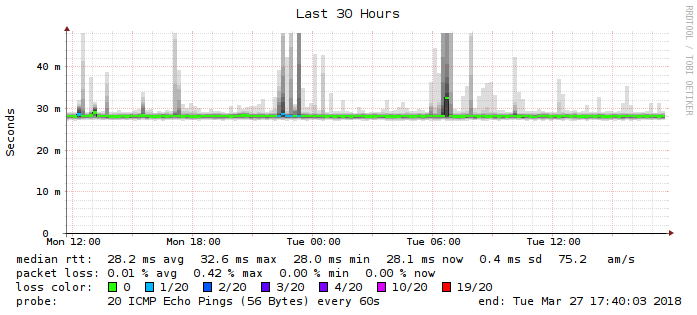 Last 30 Hours
RRDTOOL / TOBI OETIKER
Seconds
40 m
30 m
20 m
10 m
0
Mon 12:00 Mon 18:00 Tue 00:00 Tue 06:00 Tue 12:00
median rtt: 28.2 ms avg 32.6 ms max 28.0 ms min 28.1 ms now 0.4 ms sd 75.2 am/s
packet loss: 0.01 % avg 0.42 % max 0.00 % min 0.00 % now
loss color: 0 1/20 2/20 3/20 4/20 10/20 19/20
probe: 20 ICMP Echo Pings (56 Bytes) every 60s end: Tue Mar 27 17:40:03 2018